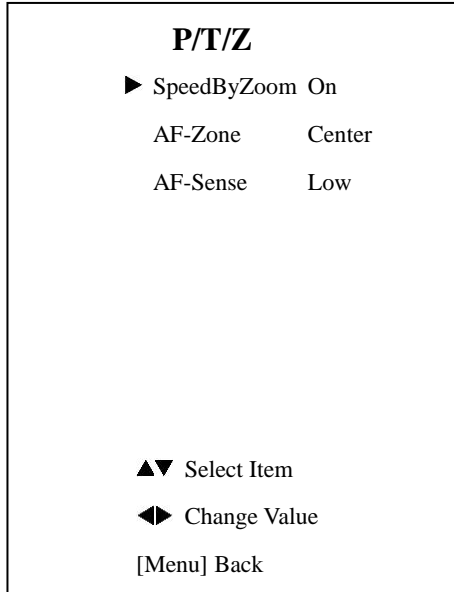 P/T/Z
▶ SpeedByZoom On
AF-Zone Center
AF-Sense Low
▲▼ Select Item
◀▶ Change Value
[Menu] Back